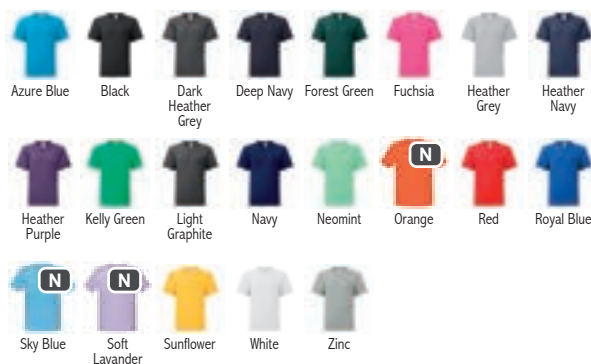 Azure Blue
Black
Dark
Heather
Grey
Deep Navy
Forest Green
Fuchsia
Heather
Grey
Heather
Navy
Heather
Purple
Kelly Green
Light
Graphite
Navy
Neomint
N
Orange
Red
Royal Blue
N
Sky Blue
N
Soft
Lavander
Sunflower
White
Zinc